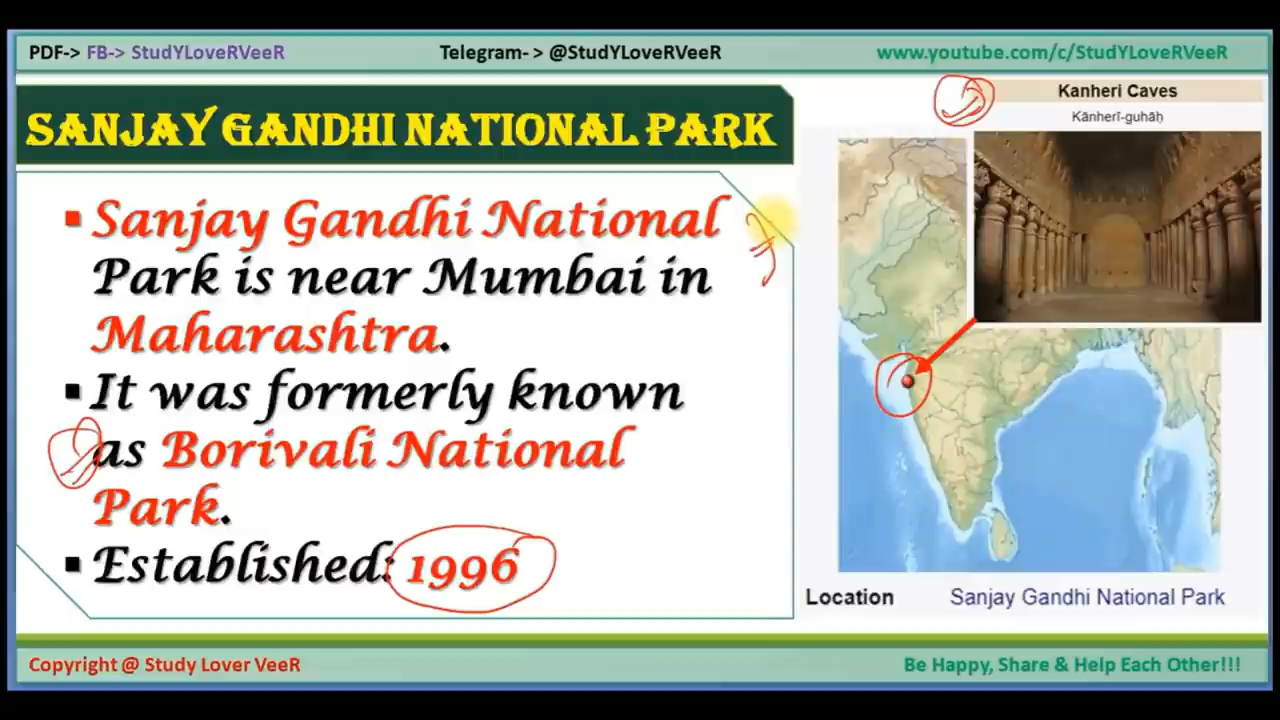 PDF-> FB-> StudYLoveRVeeR
Telegram- > @StudYLoveRVeeR
www.youtube.com/c/StudYLoveRVeeR
SANJAY GANDHI NATIONAL PARK
▪ Sanjay Gandhi National
Park is near Mumbai in
Maharashtra.
▪ It was formerly known
as Borivali National
Park.
▪ Established: 1996
Kanheri Caves
Kānherī-guhāḥ
Location Sanjay Gandhi National Park
Copyright @ Study Lover VeeR
Be Happy, Share & Help Each Other!!!